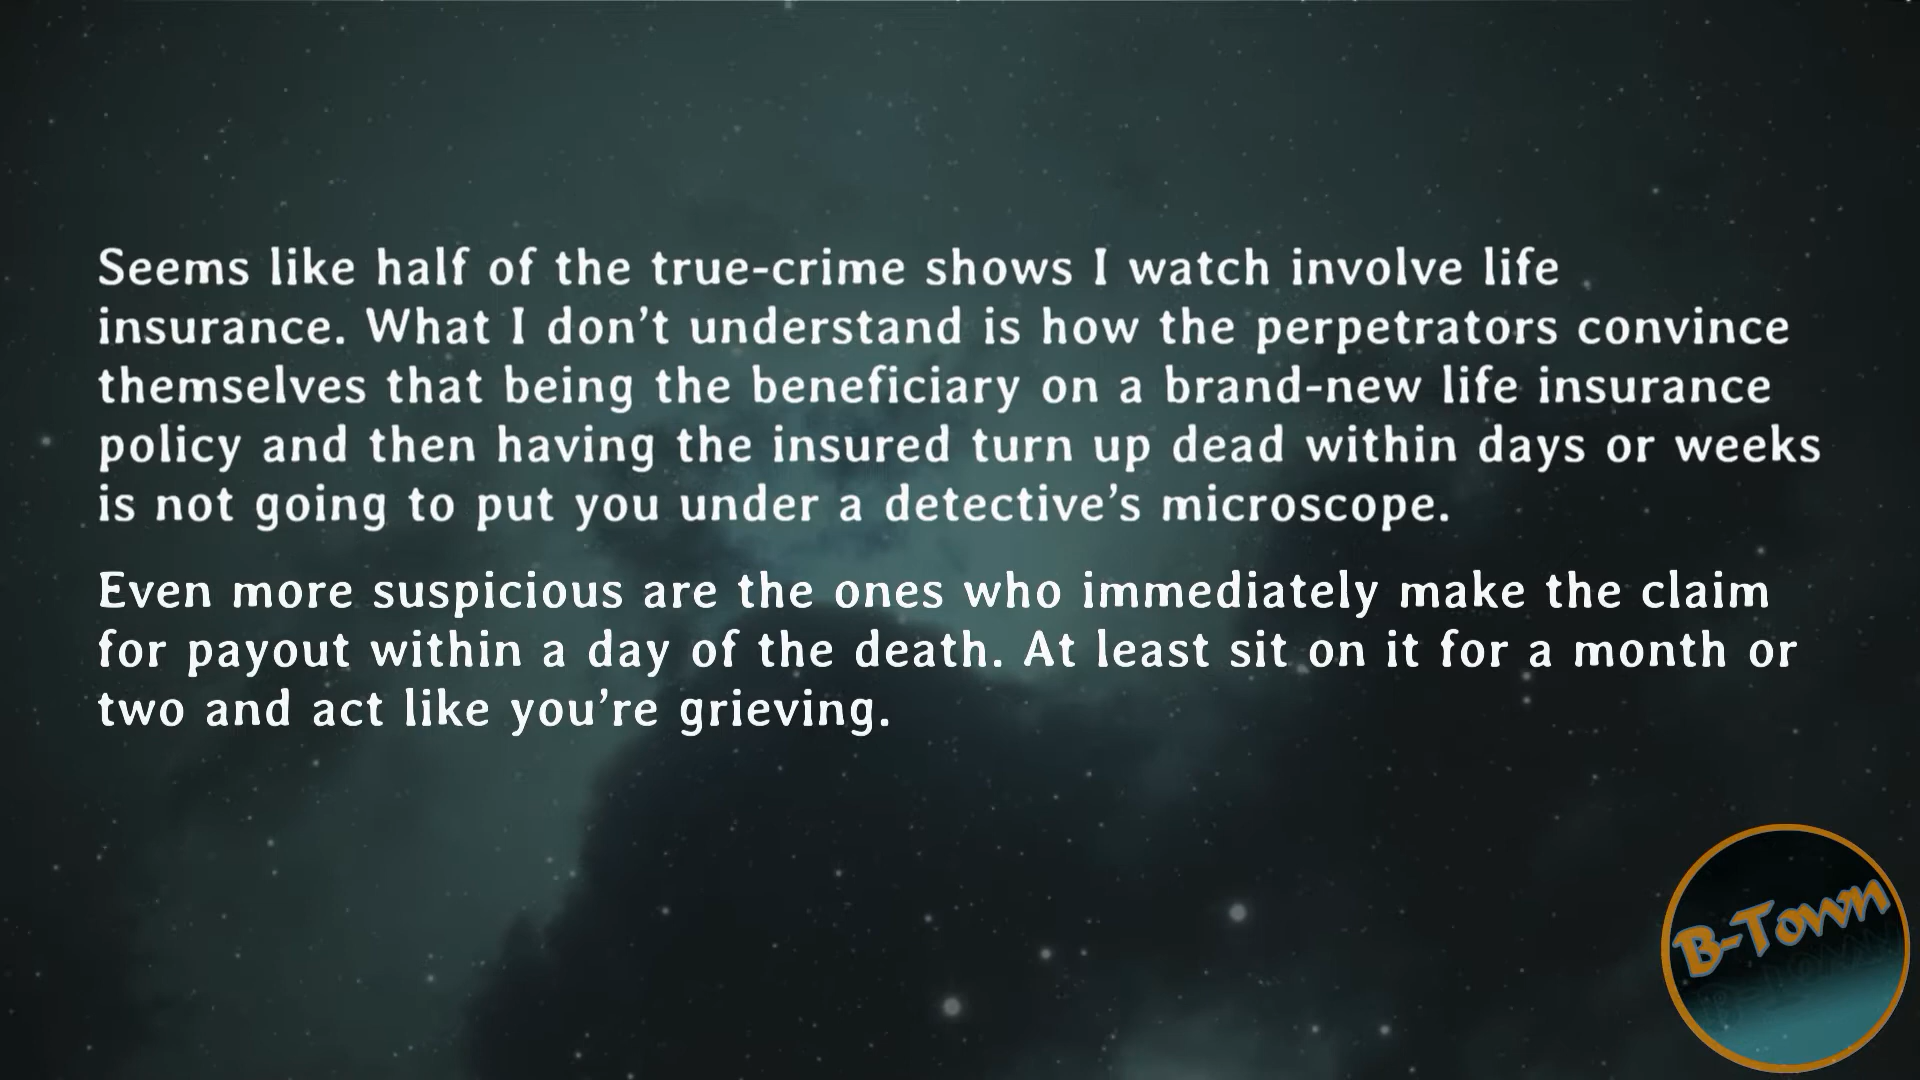 Seems like half of the true-crime shows I watch involve life
insurance. What I don’t understand is how the perpetrators convince
themselves that being the beneficiary on a brand-new life insurance
policy and then having the insured turn up dead within days or weeks
is not going to put you under a detective’s microscope.
Even more suspicious are the ones who immediately make the claim
for payout within a day of the death. At least sit on it for a month or
two and act like you’re grieving.
B-Town